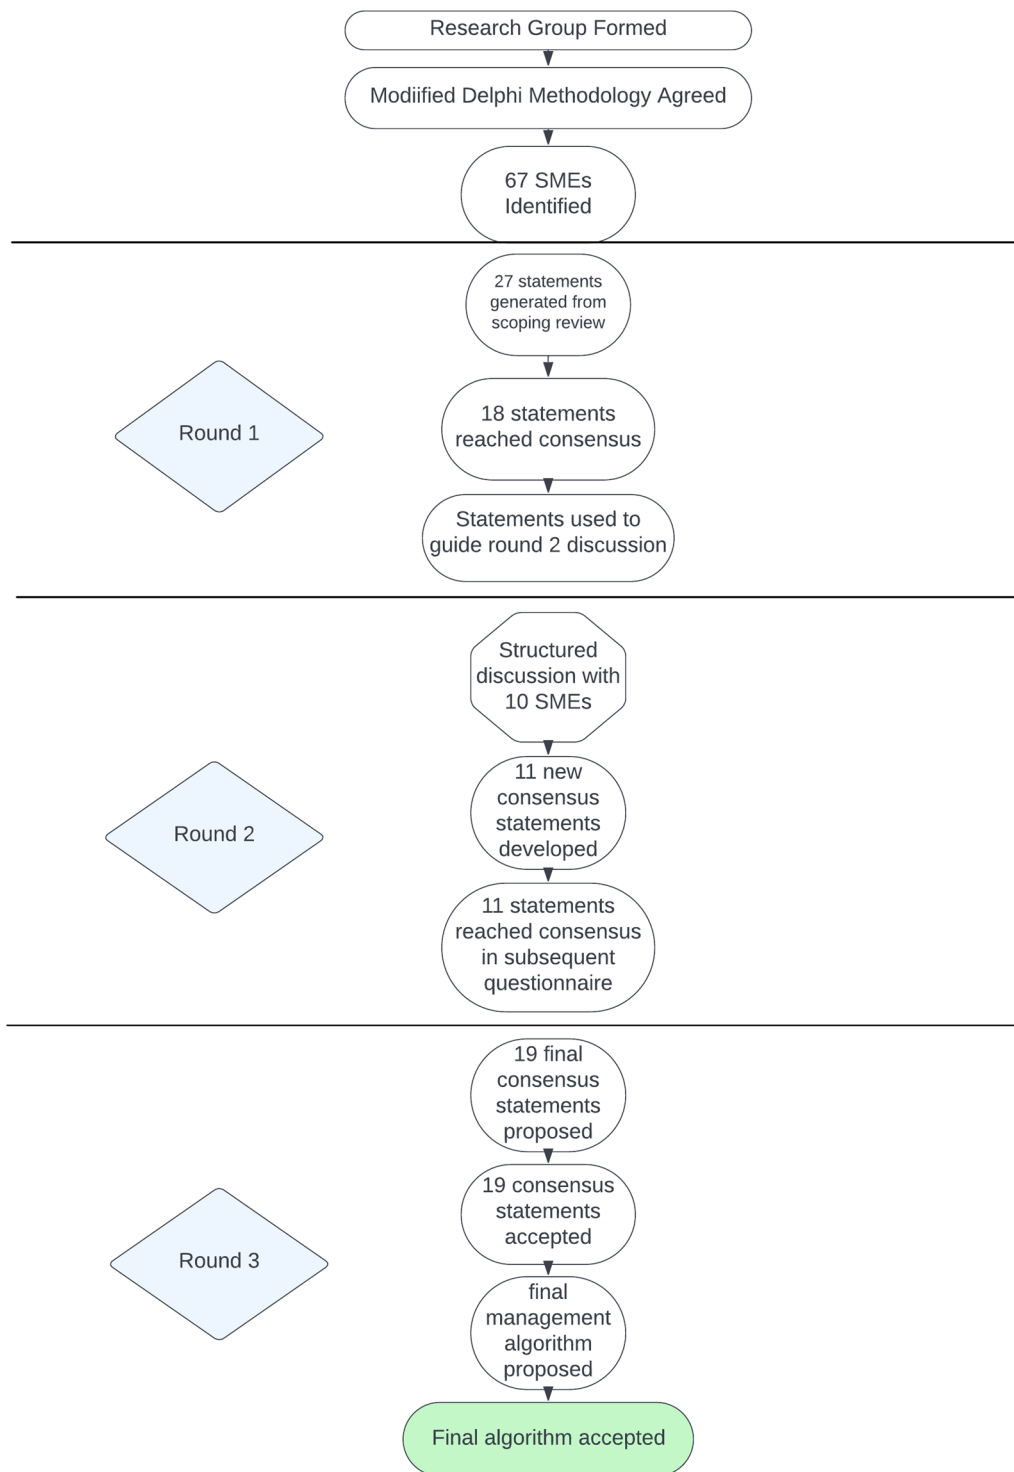 Research Group Formed
Modiified Delphi Methodology Agreed
67 SMEs
Identified
27 statements
generated from
scoping review
Round 1
18 statements
reached consensus
Statements used to
guide round 2 discussion
Structured
discussion with
10 SMEs
Round 2
11 new
consensus
statements
developed
11 statements
reached consensus
in subsequent
questionnaire
19 final
consensus
statements
proposed
Round 3
19 consensus
statements
accepted
final
management
algorithm
proposed
Final algorithm accepted